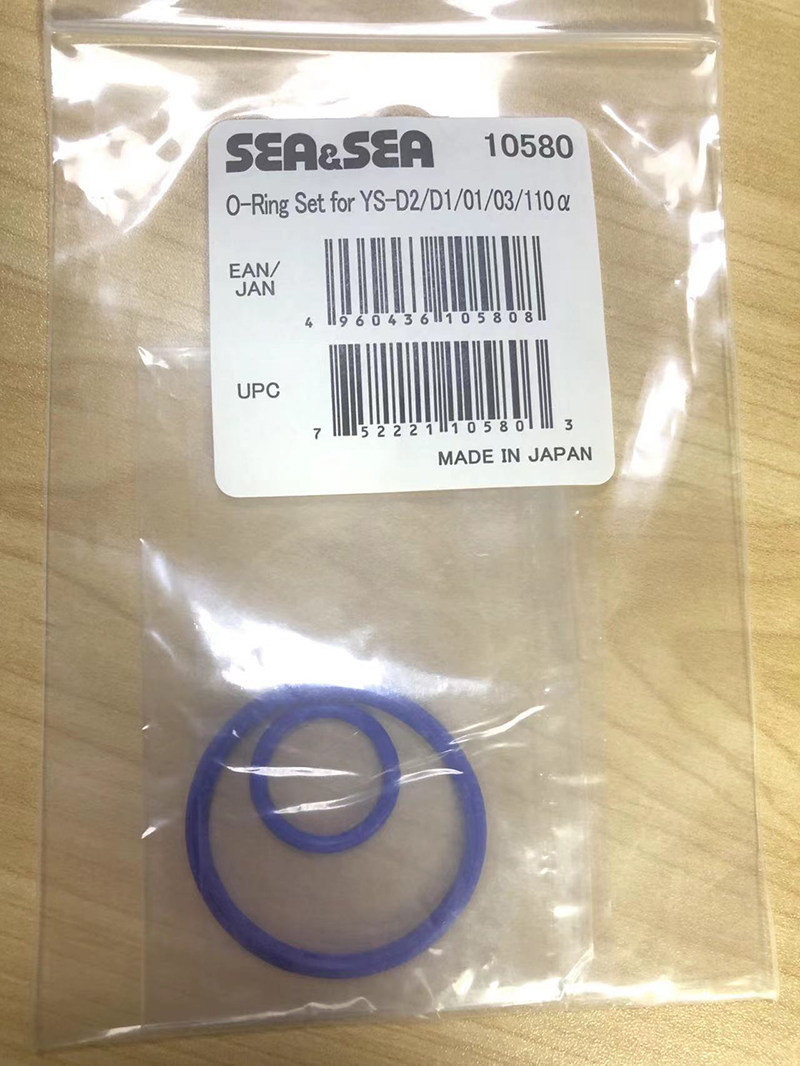 SEA&SEA 10580
O-Ring Set for YS-D2/D1/01/03/110α
EAN/
JAN
4 960436 105808
UPC
7 52221 10580 3
MADE IN JAPAN